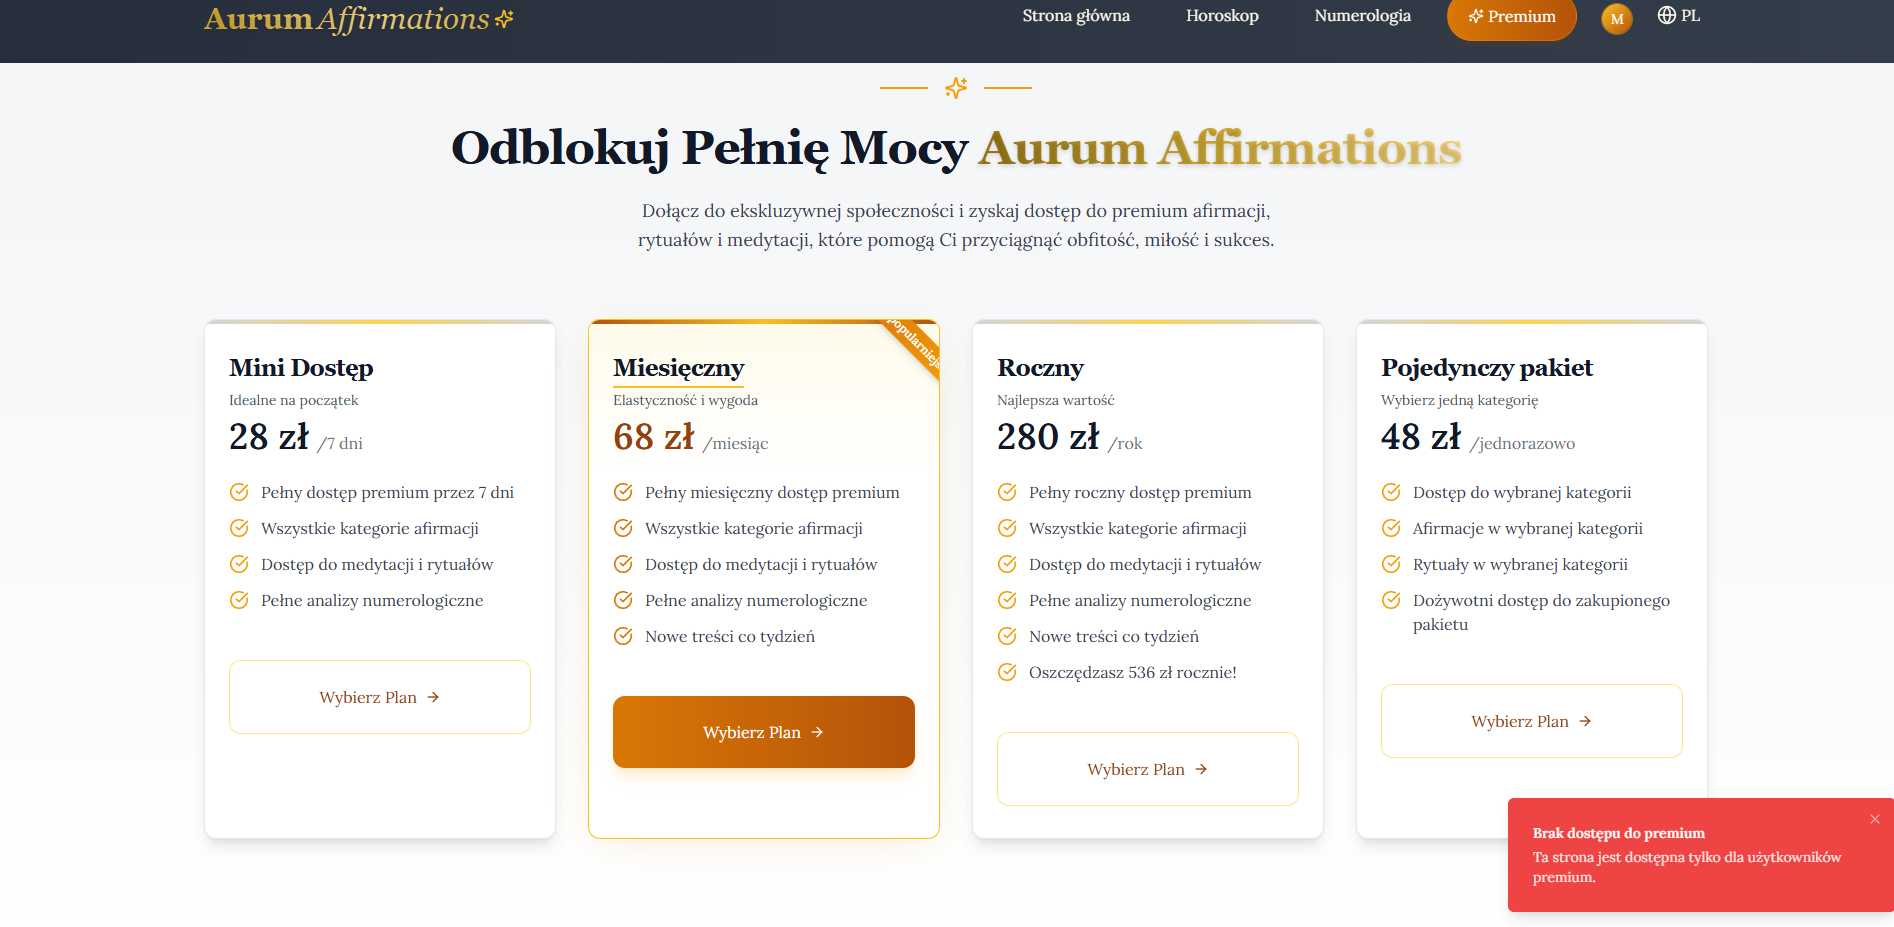 Aurum Affirmations
Strona główna
Horoskop
Numerologia
Premium
M
PL
Odblokuj Pełnię Mocy Aurum Affirmations
Dołącz do ekskluzywnej społeczności i zyskaj dostęp do premium afirmacji,
rytuałów i medytacji, które pomogą Ci przyciągnąć obfitość, miłość i sukces.
Mini Dostęp
Idealne na początek
28 zł /7 dni
Pełny dostęp premium przez 7 dni
Wszystkie kategorie afirmacji
Dostęp do medytacji i rytuałów
Pełne analizy numerologiczne
Wybierz Plan
Miesięczny
Elastyczność i wygoda
68 zł /miesiąc
Pełny miesięczny dostęp premium
Wszystkie kategorie afirmacji
Dostęp do medytacji i rytuałów
Pełne analizy numerologiczne
Nowe treści co tydzień
Wybierz Plan
Roczny
Najlepsza wartość
280 zł /rok
Pełny roczny dostęp premium
Wszystkie kategorie afirmacji
Dostęp do medytacji i rytuałów
Pełne analizy numerologiczne
Nowe treści co tydzień
Oszczędzasz 536 zł rocznie!
Wybierz Plan
Pojedynczy pakiet
Wybierz jedną kategorię
48 zł /jednorazowo
Dostęp do wybranej kategorii
Afirmacje w wybranej kategorii
Rytuały w wybranej kategorii
Dożywotni dostęp do zakupionego
pakietu
Wybierz Plan
Brak dostępu do premium
Ta strona jest dostępna tylko dla użytkowników
premium.